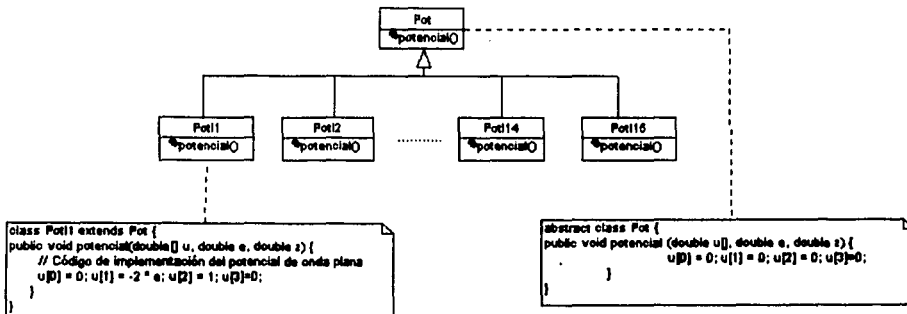 Pot
potencial()
Potl1
potencial()
Potl2
potencial()
Potl14
potencial()
Potl15
potencial()
class Potl1 extends Pot {
public void potencial(double[] u, double e, double z) {
// Código de implementación del potencial de onda plana
u[0] = 0; u[1] = -2 * e; u[2] = 1; u[3]=0;
}
}
abstract class Pot {
public void potencial (double u[], double e, double z) {
u[0] = 0; u[1] = 0; u[2] = 0; u[3]=0;
}
}